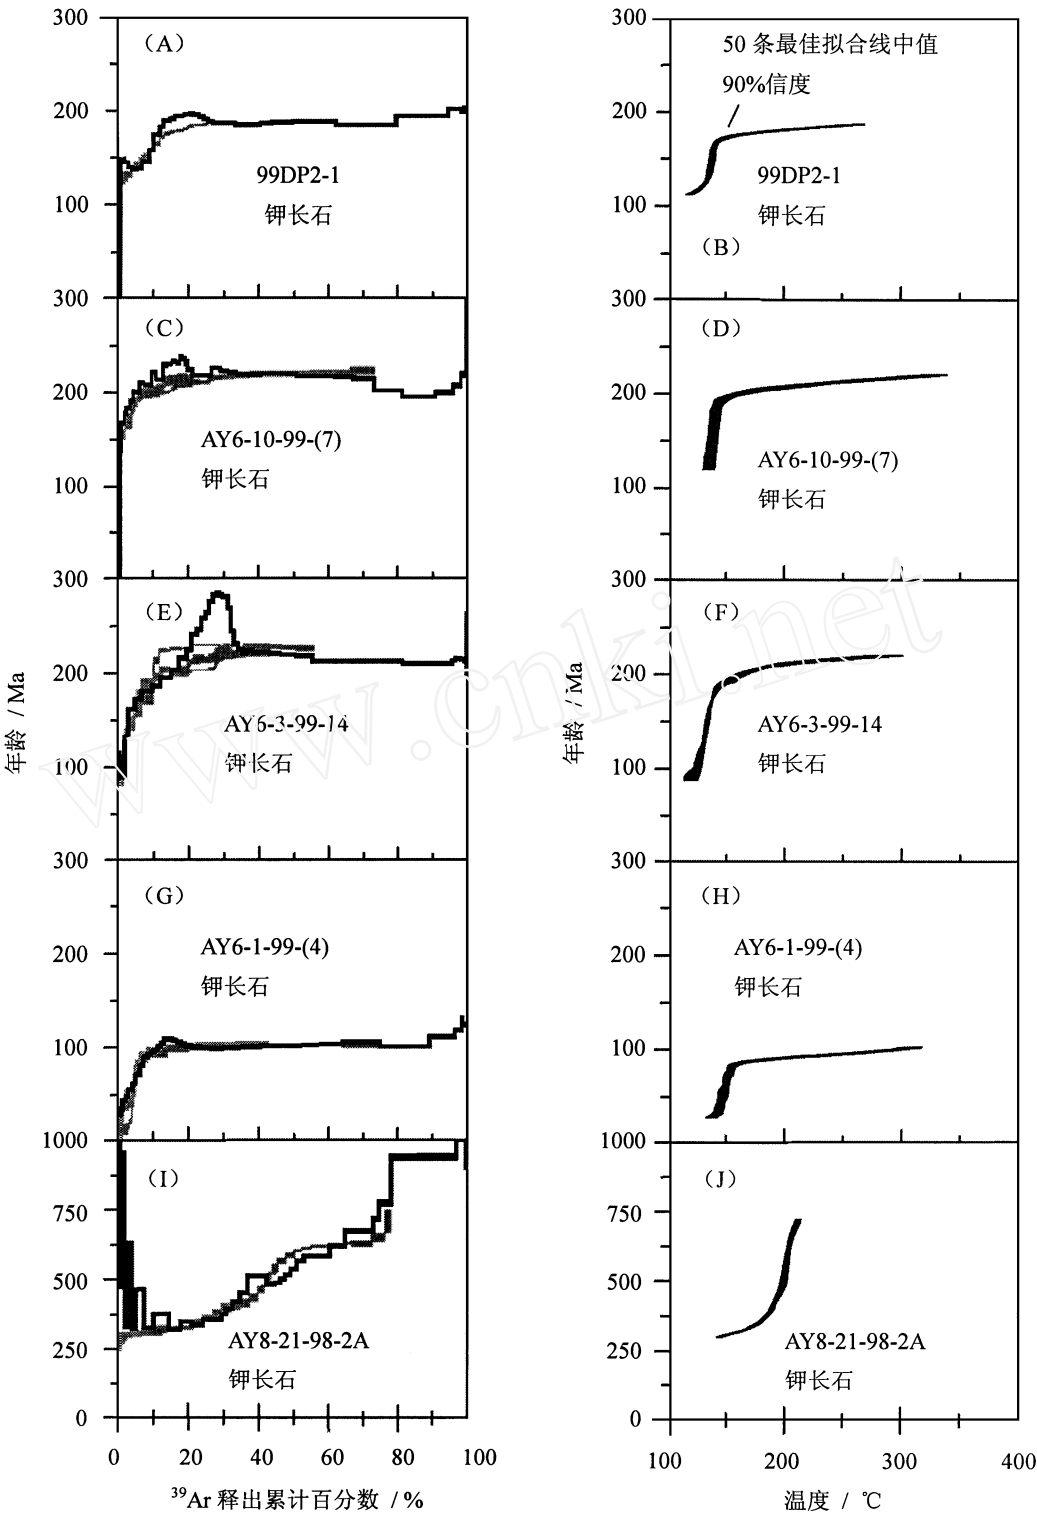 300
(A)
200
99DP2-1
钾长石
100
300
(C)
200
AY6-10-99-(7)
钾长石
100
300
(E)
200
AY6-3-99-14
钾长石
100
300
(G)
AY6-1-99-(4)
200
钾长石
100
1000
(I)
750
500
AY8-21-98-2A
250
钾长石
0
0 20 40 60 80 100
³⁹Ar 释出累计百分数 / %
年龄 / Ma
300
50 条最佳拟合线中值
90%信度
200
99DP2-1
100
钾长石
(B)
300
(D)
200
AY6-10-99-(7)
100
钾长石
300
(F)
200
AY6-3-99-14
钾长石
100
300
(H)
AY6-1-99-(4)
200
钾长石
100
1000
(J)
750
500
AY8-21-98-2A
250
钾长石
0
100 200 300 400
温度 / ℃
年龄 / Ma
www.cnki.net